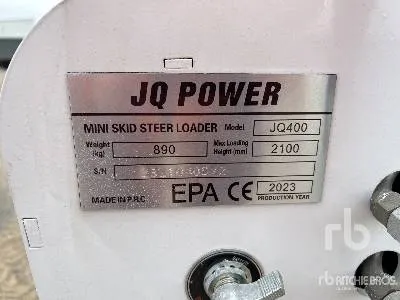 JQ POWER
MINI SKID STEER LOADER Model JQ400
Weight (kg) 890 Max Loading Height (mm) 2100
S/N
EPA CE 2023
MADE IN P.R.C PRODUCTION YEAR
rb
RITCHIE BROS.